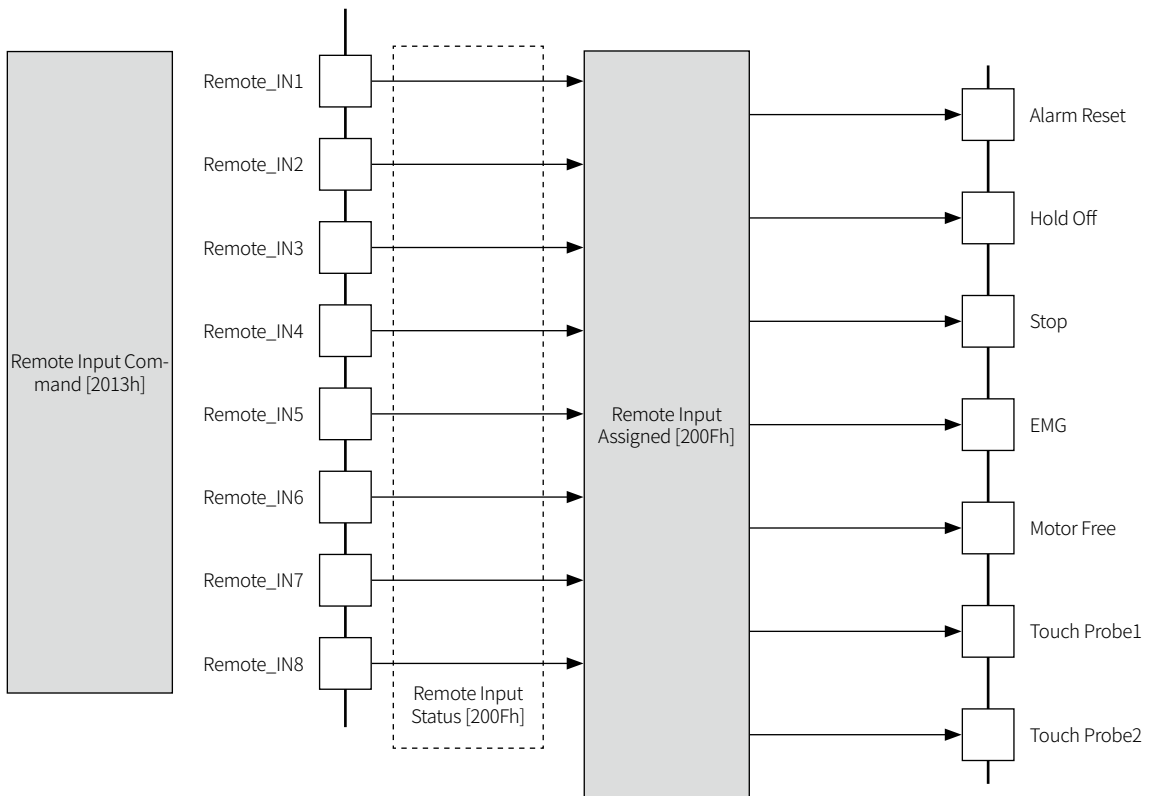 Remote Input Com-
mand [2013h]
Remote_IN1
Remote_IN2
Remote_IN3
Remote_IN4
Remote_IN5
Remote_IN6
Remote_IN7
Remote_IN8
Remote Input
Status [200Fh]
Remote Input
Assigned [200Fh]
Alarm Reset
Hold Off
Stop
EMG
Motor Free
Touch Probe1
Touch Probe2